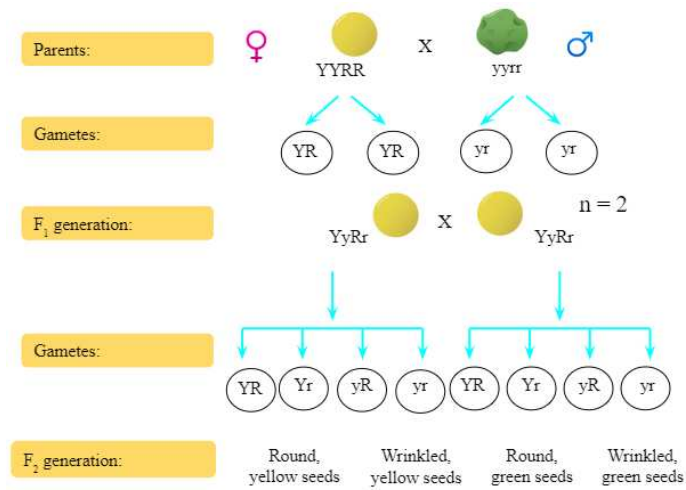 Parents:
X
YYRR
yyrr
Gametes:
YR
YR
yr
yr
n = 2
F1 generation:
X
YyRr
YyRr
Gametes:
YR
Yr
yR
yr
YR
Yr
yR
yr
F2 generation:
Round,
yellow seeds
Wrinkled,
yellow seeds
Round,
green seeds
Wrinkled,
green seeds